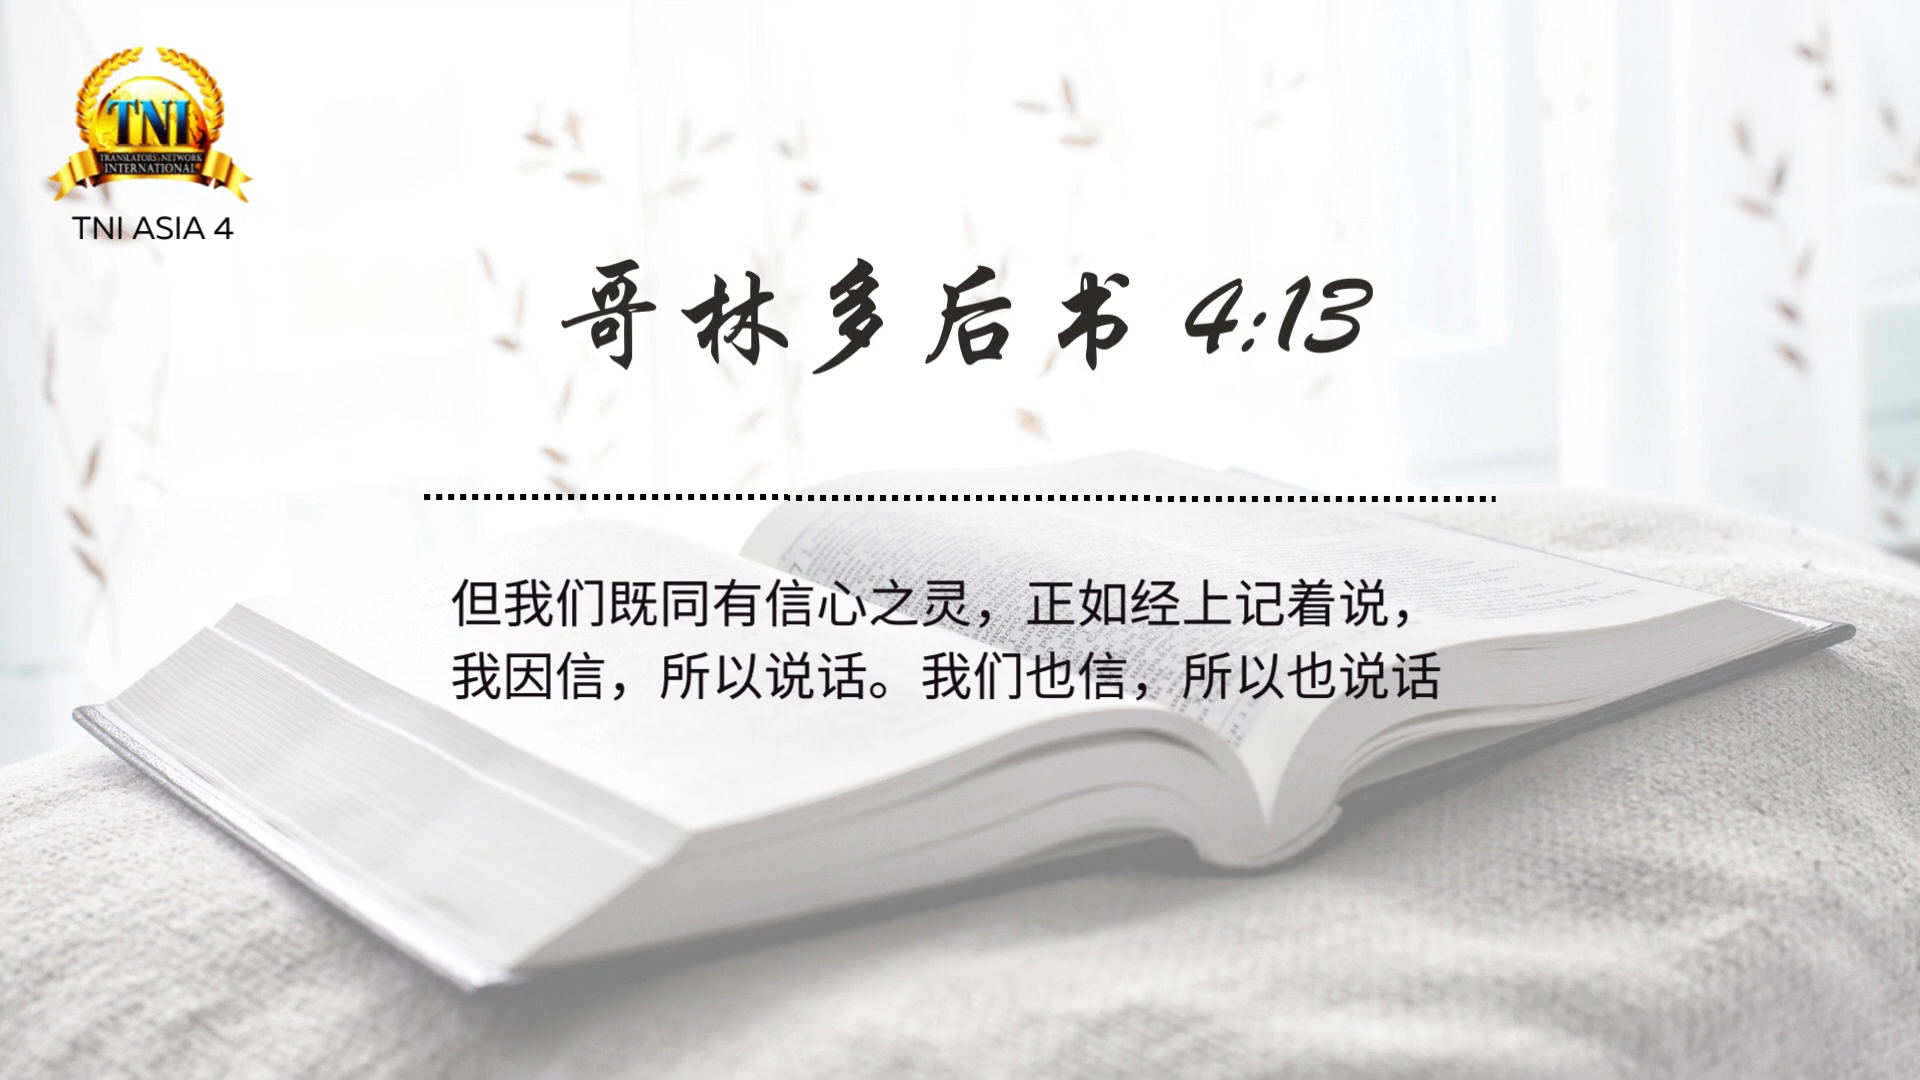 TNI
TRANSLATORS NETWORK
INTERNATIONAL
TNI ASIA 4
哥林多后书 4:13
但我们既同有信心之灵，正如经上记着说，
我因信，所以说话。我们也信，所以也说话